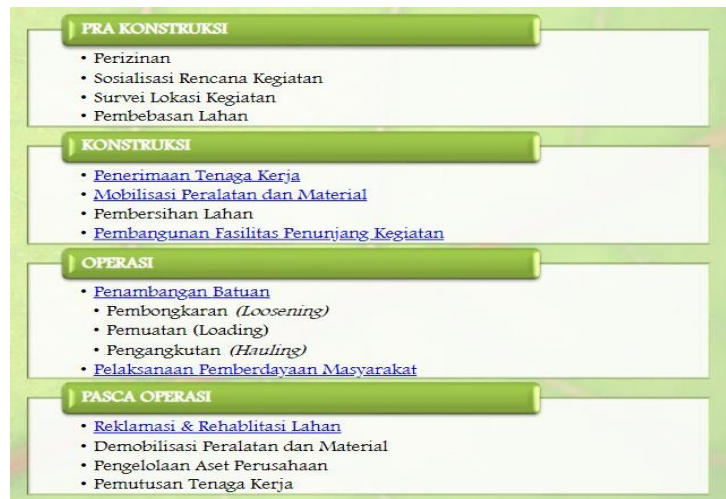 PRA KONSTRUKSI
• Perizinan
• Sosialisasi Rencana Kegiatan
• Survei Lokasi Kegiatan
• Pembebasan Lahan
KONSTRUKSI
• Penerimaan Tenaga Kerja
• Mobilisasi Peralatan dan Material
• Pembersihan Lahan
• Pembangunan Fasilitas Penunjang Kegiatan
OPERASI
• Penambangan Batuan
• Pembongkaran (Loosening)
• Pemuatan (Loading)
• Pengangkutan (Hauling)
• Pelaksanaan Pemberdayaan Masyarakat
PASCA OPERASI
• Reklamasi & Rehablitasi Lahan
• Demobilisasi Peralatan dan Material
• Pengelolaan Aset Perusahaan
• Pemutusan Tenaga Kerja